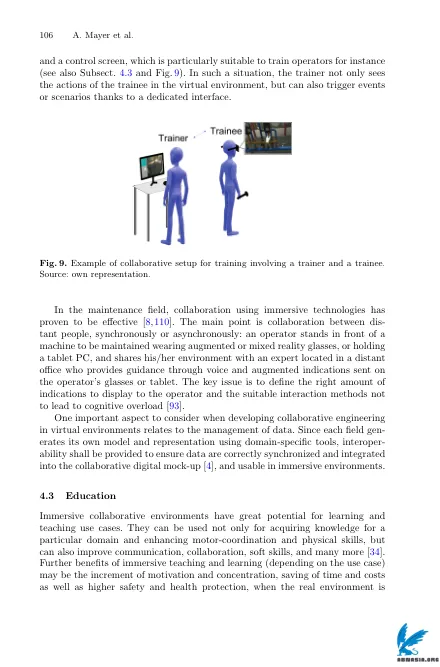 106 A. Mayer et al.
and a control screen, which is particularly suitable to train operators for instance
(see also Subsect. 4.3 and Fig. 9). In such a situation, the trainer not only sees
the actions of the trainee in the virtual environment, but can also trigger events
or scenarios thanks to a dedicated interface.
Trainer
Trainee
Fig. 9. Example of collaborative setup for training involving a trainer and a trainee.
Source: own representation.
In the maintenance field, collaboration using immersive technologies has
proven to be effective [8,110]. The main point is collaboration between dis-
tant people, synchronously or asynchronously: an operator stands in front of a
machine to be maintained wearing augmented or mixed reality glasses, or holding
a tablet PC, and shares his/her environment with an expert located in a distant
office who provides guidance through voice and augmented indications sent on
the operator's glasses or tablet. The key issue is to define the right amount of
indications to display to the operator and the suitable interaction methods not
to lead to cognitive overload [93].
One important aspect to consider when developing collaborative engineering
in virtual environments relates to the management of data. Since each field gen-
erates its own model and representation using domain-specific tools, interoper-
ability shall be provided to ensure data are correctly synchronized and integrated
into the collaborative digital mock-up [4], and usable in immersive environments.
4.3 Education
Immersive collaborative environments have great potential for learning and
teaching use cases. They can be used not only for acquiring knowledge for a
particular domain and enhancing motor-coordination and physical skills, but
can also improve communication, collaboration, soft skills, and many more [34].
Further benefits of immersive teaching and learning (depending on the use case)
may be the increment of motivation and concentration, saving of time and costs
as well as higher safety and health protection, when the real environment is